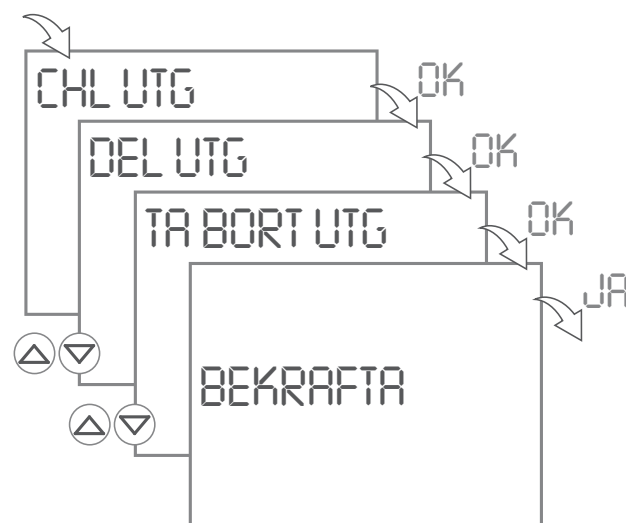 CHL UTG
OK
DEL UTG
OK
TA BORT UTG
OK
JA
BEKRAFTA